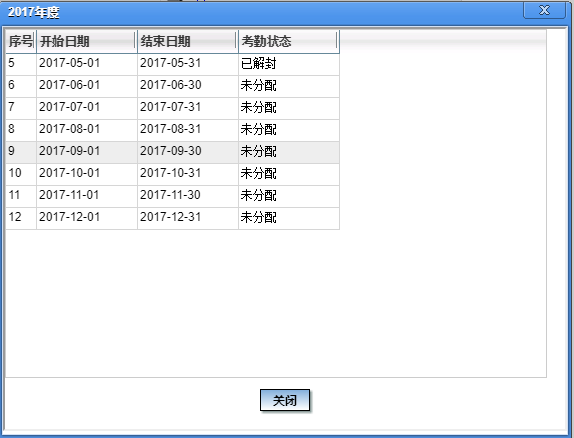 2017年度
序号 开始日期 结束日期 考勤状态
5 2017-05-01 2017-05-31 已解封
6 2017-06-01 2017-06-30 未分配
7 2017-07-01 2017-07-31 未分配
8 2017-08-01 2017-08-31 未分配
9 2017-09-01 2017-09-30 未分配
10 2017-10-01 2017-10-31 未分配
11 2017-11-01 2017-11-30 未分配
12 2017-12-01 2017-12-31 未分配
关闭